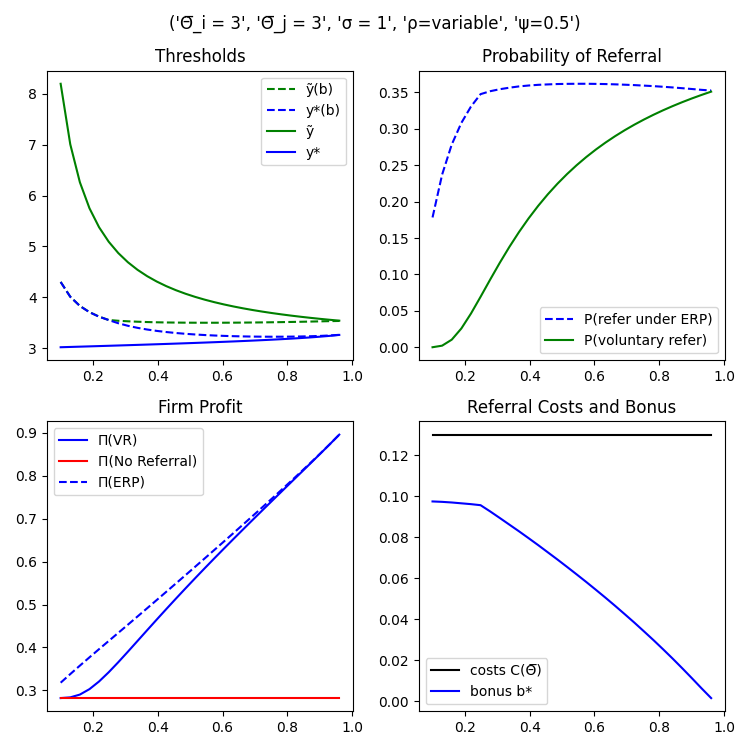 ('Θ̄_i = 3', 'Θ̄_j = 3', 'σ = 1', 'ρ=variable', 'ψ=0.5')
Thresholds
8
7
6
5
4
3
0.2 0.4 0.6 0.8 1.0
ỹ(b)
y*(b)
ỹ
y*
Probability of Referral
0.35
0.30
0.25
0.20
0.15
0.10
0.05
0.00
0.2 0.4 0.6 0.8 1.0
P(refer under ERP)
P(voluntary refer)
Firm Profit
0.9
0.8
0.7
0.6
0.5
0.4
0.3
0.2 0.4 0.6 0.8 1.0
Π(VR)
Π(No Referral)
Π(ERP)
Referral Costs and Bonus
0.12
0.10
0.08
0.06
0.04
0.02
0.00
0.2 0.4 0.6 0.8 1.0
costs C(Θ̄)
bonus b*